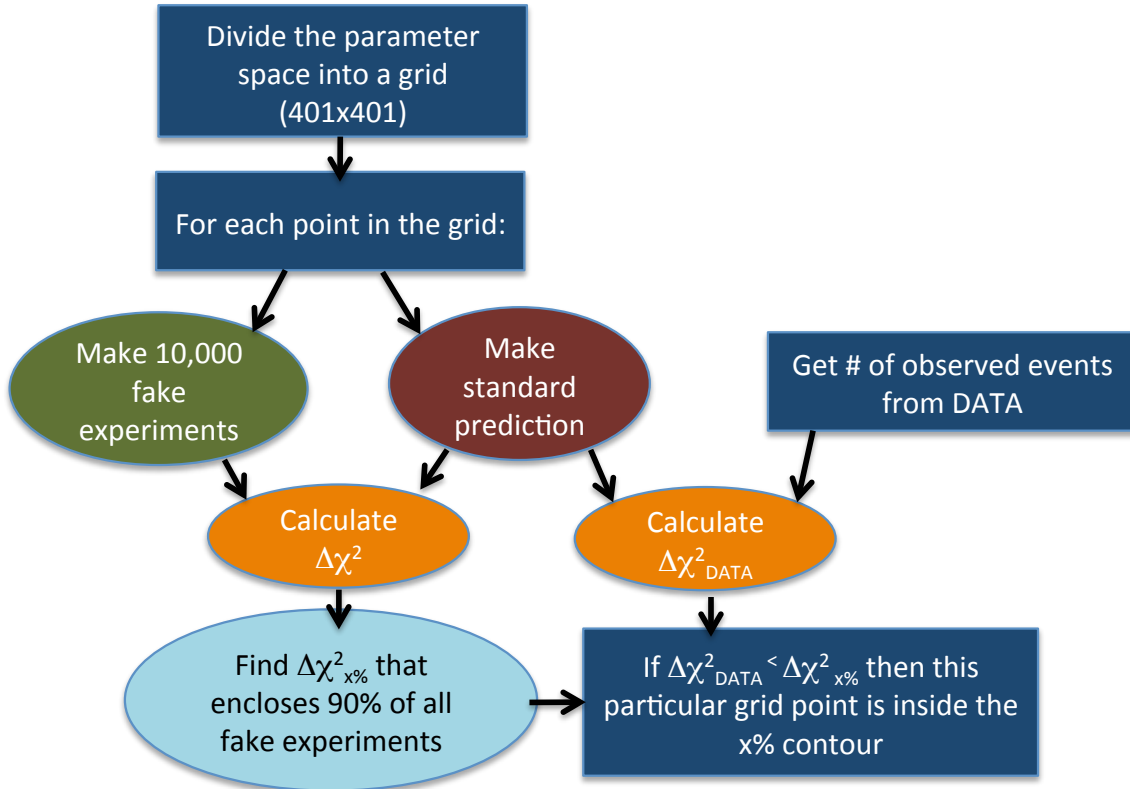 Divide the parameter
space into a grid
(401x401)
For each point in the grid:
Make 10,000
fake
experiments
Make
standard
prediction
Get # of observed events
from DATA
Calculate
Δχ²
Calculate
Δχ²DATA
Find Δχ²x% that
encloses 90% of all
fake experiments
If Δχ²DATA < Δχ²x% then this
particular grid point is inside the
x% contour